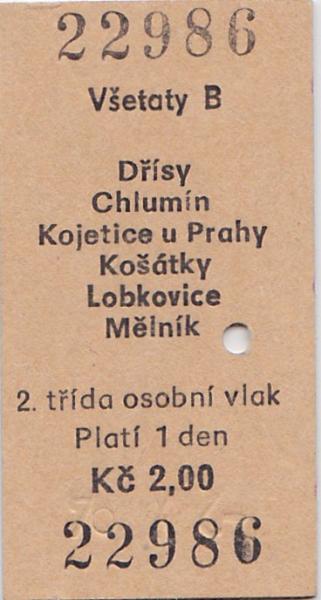 22986
Všetaty B
Dřísy
Chlumín
Kojetice u Prahy
Košátky
Lobkovice
Mělník
2. třída osobní vlak
Platí 1 den
Kč 2,00
22986